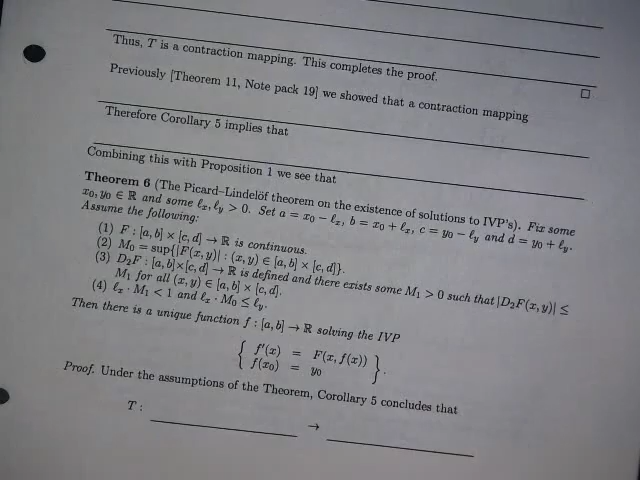 Thus, T is a contraction mapping. This completes the proof.
□
Previously [Theorem 11, Note pack 19] we showed that a contraction mapping
Therefore Corollary 5 implies that
Combining this with Proposition 1 we see that
Theorem 6 (The Picard–Lindelöf theorem on the existence of solutions to IVP's). Fix some
x₀, y₀ ∈ ℝ and some ℓₓ, ℓ_y > 0. Set a = x₀ − ℓₓ, b = x₀ + ℓₓ, c = y₀ − ℓ_y and d = y₀ + ℓ_y.
Assume the following:
(1) F : [a, b] × [c, d] → ℝ is continuous.
(2) M₀ = sup{|F(x, y)| : (x, y) ∈ [a, b] × [c, d]}.
(3) D₂F : [a, b]×[c, d] → ℝ is defined and there exists some M₁ > 0 such that |D₂F(x, y)| ≤
M₁ for all (x, y) ∈ [a, b] × [c, d].
(4) ℓₓ · M₁ < 1 and ℓₓ · M₀ ≤ ℓ_y.
Then there is a unique function f : [a, b] → ℝ solving the IVP
{ f′(x) = F(x, f(x))
f(x₀) = y₀ }.
Proof. Under the assumptions of the Theorem, Corollary 5 concludes that
T : →